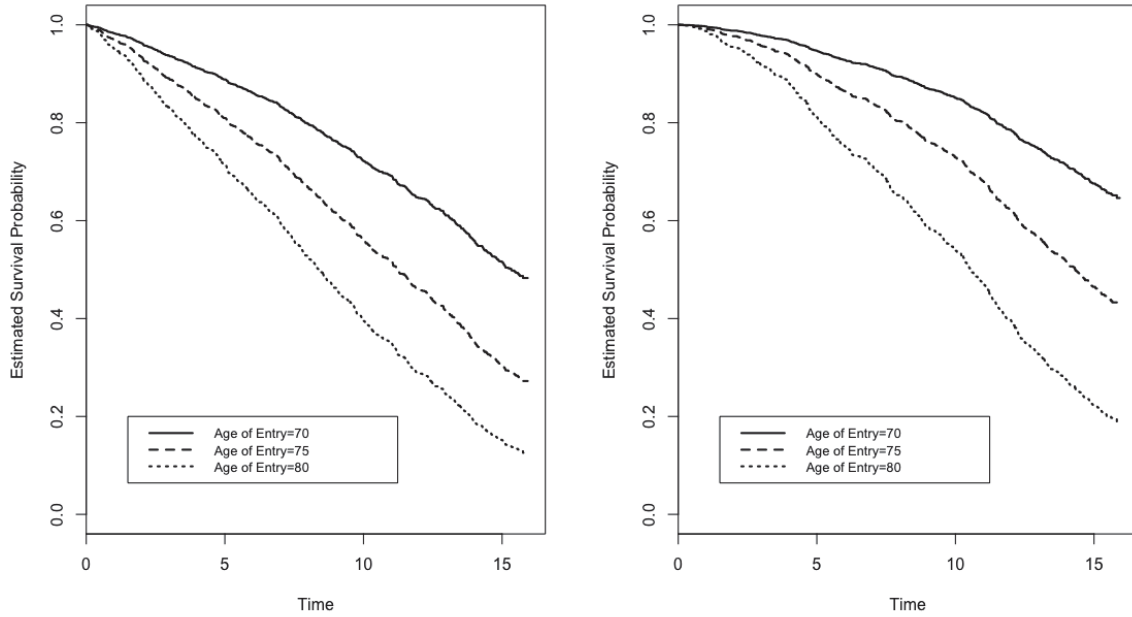 Estimated Survival Probability
1.0
0.8
0.6
0.4
0.2
0.0
Age of Entry=70
Age of Entry=75
Age of Entry=80
0 5 10 15
Time
Estimated Survival Probability
1.0
0.8
0.6
0.4
0.2
0.0
Age of Entry=70
Age of Entry=75
Age of Entry=80
0 5 10 15
Time